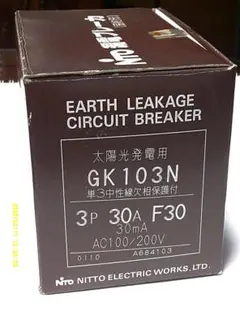 EARTH LEAKAGE
CIRCUIT BREAKER
太陽光発電用
GK103N
単3中性線欠相保護付
3P 30A F30
30mA
AC100/200V
0110 A684103
NITTO ELECTRIC WORKS, LTD